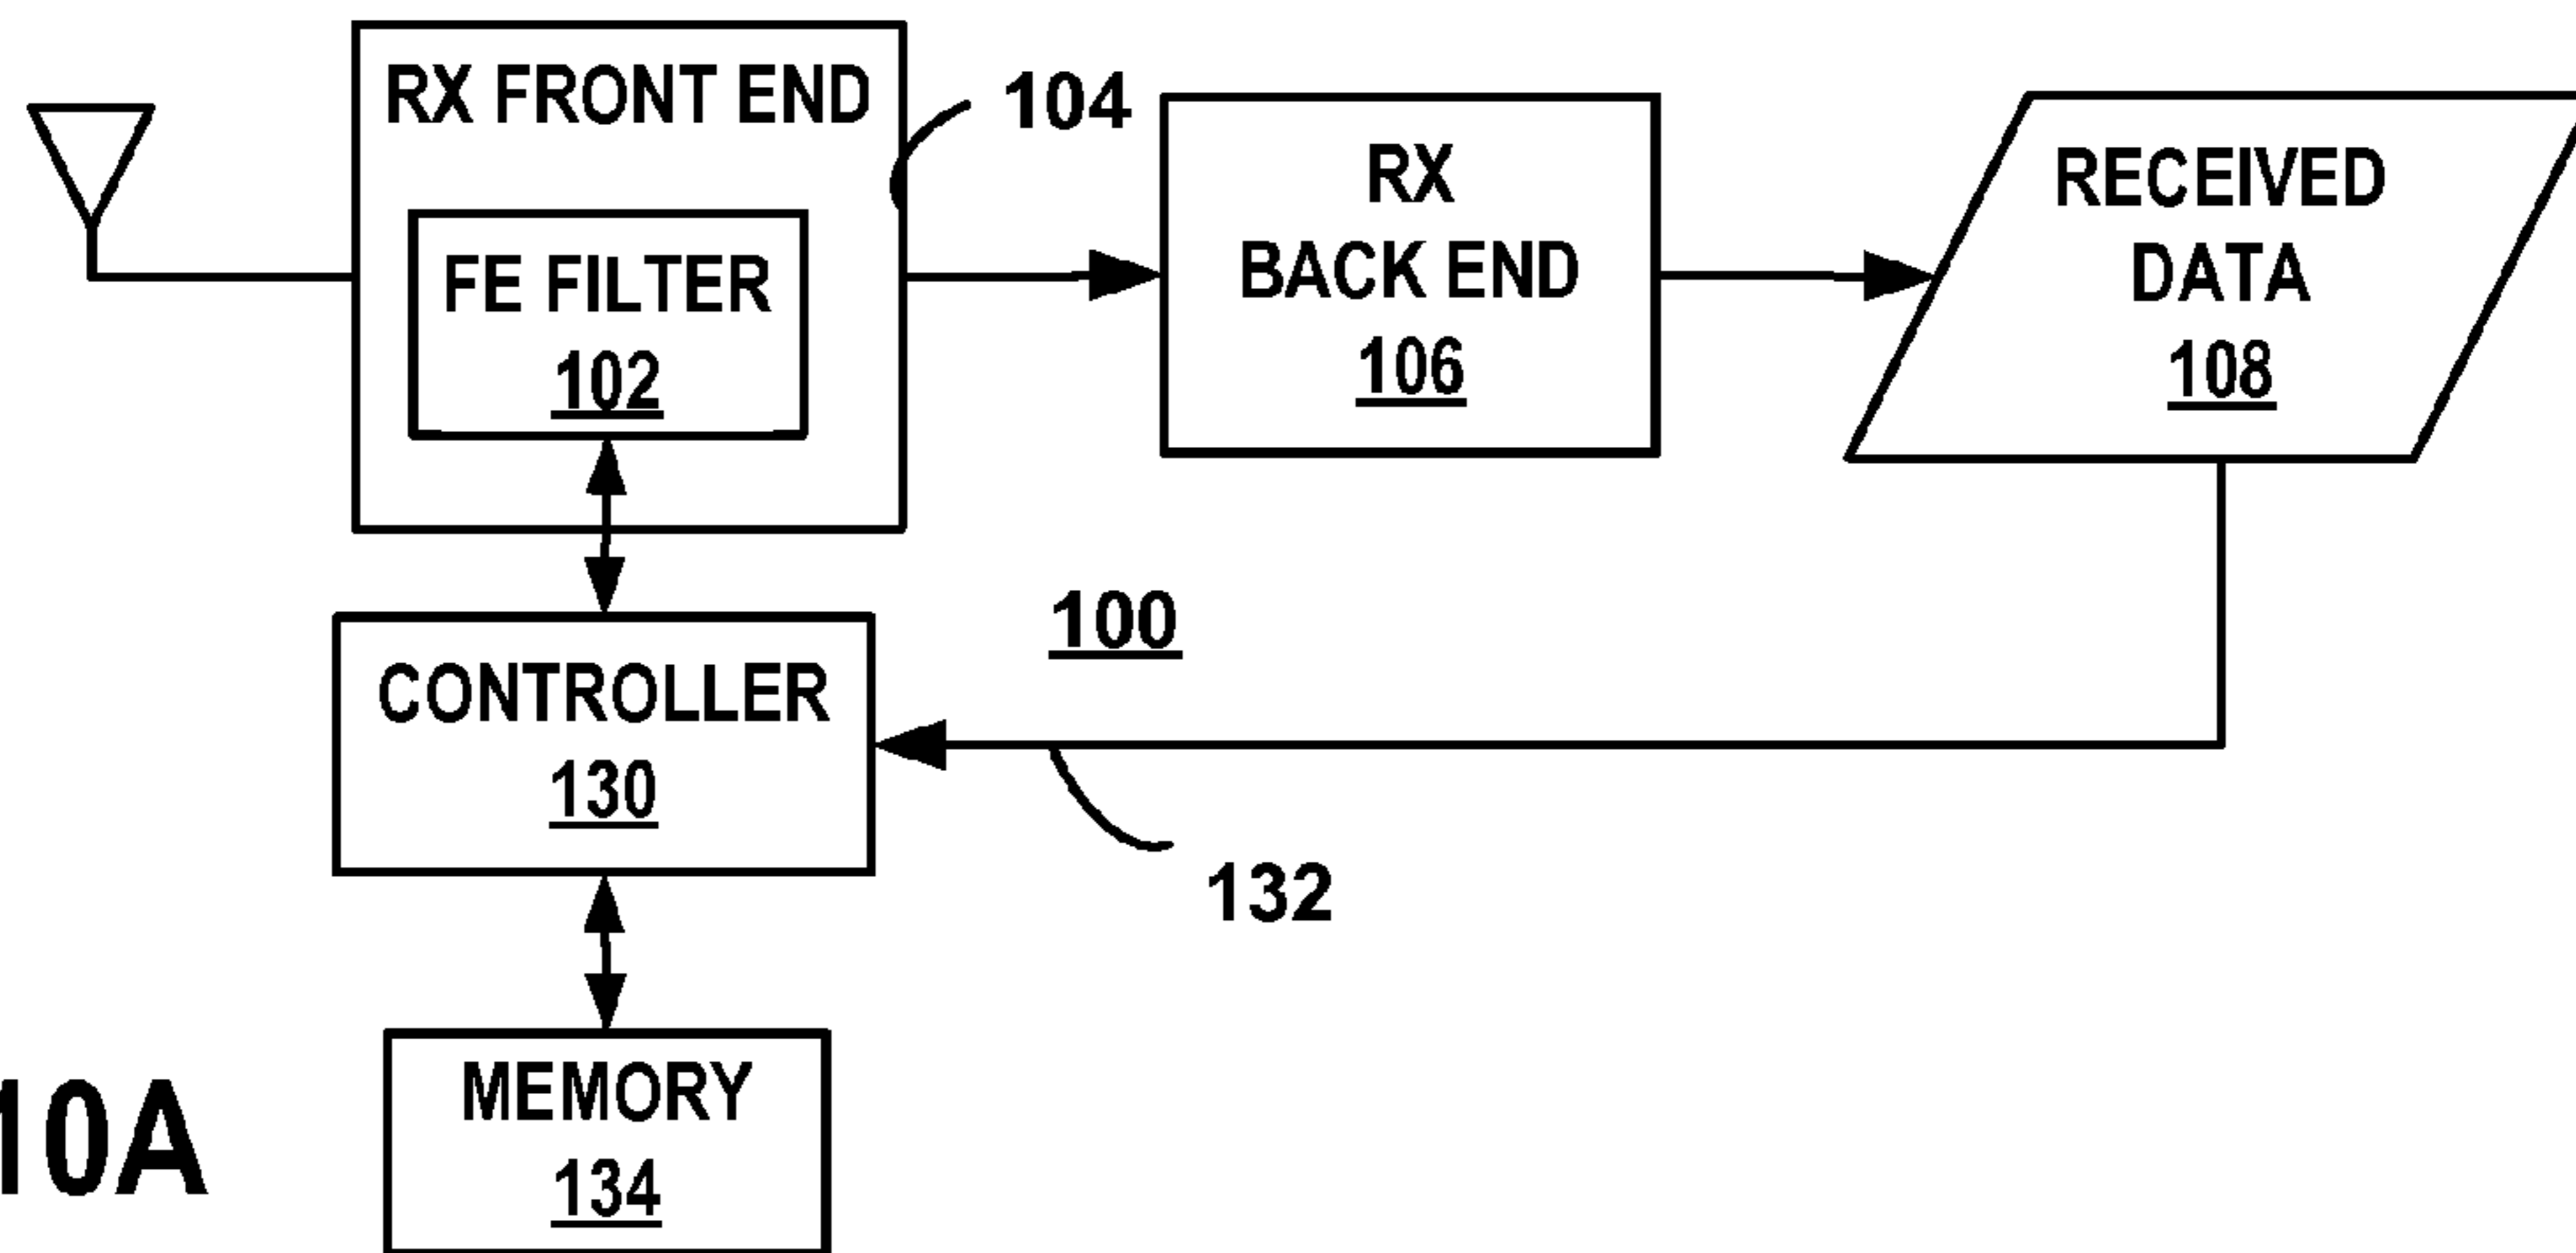 RX FRONT END
104
FE FILTER
102
RX
BACK END
106
RECEIVED
DATA
108
100
CONTROLLER
130
132
MEMORY
134
10A